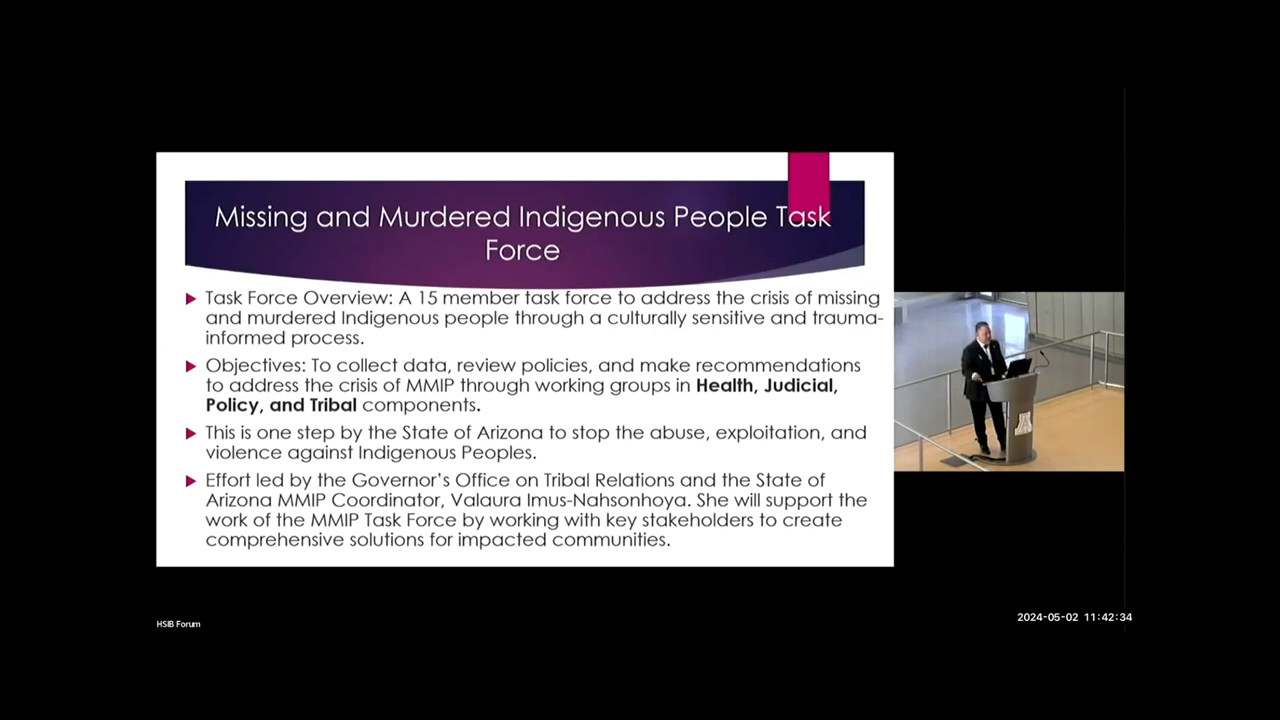 Missing and Murdered Indigenous People Task
Force
Task Force Overview: A 15 member task force to address the crisis of missing
and murdered Indigenous people through a culturally sensitive and trauma-
informed process.
Objectives: To collect data, review policies, and make recommendations
to address the crisis of MMIP through working groups in Health, Judicial,
Policy, and Tribal components.
This is one step by the State of Arizona to stop the abuse, exploitation, and
violence against Indigenous Peoples.
Effort led by the Governor’s Office on Tribal Relations and the State of
Arizona MMIP Coordinator, Valaura Imus-Nahsonhoya. She will support the
work of the MMIP Task Force by working with key stakeholders to create
comprehensive solutions for impacted communities.
A
HSIB Forum
2024-05-02 11:42:34